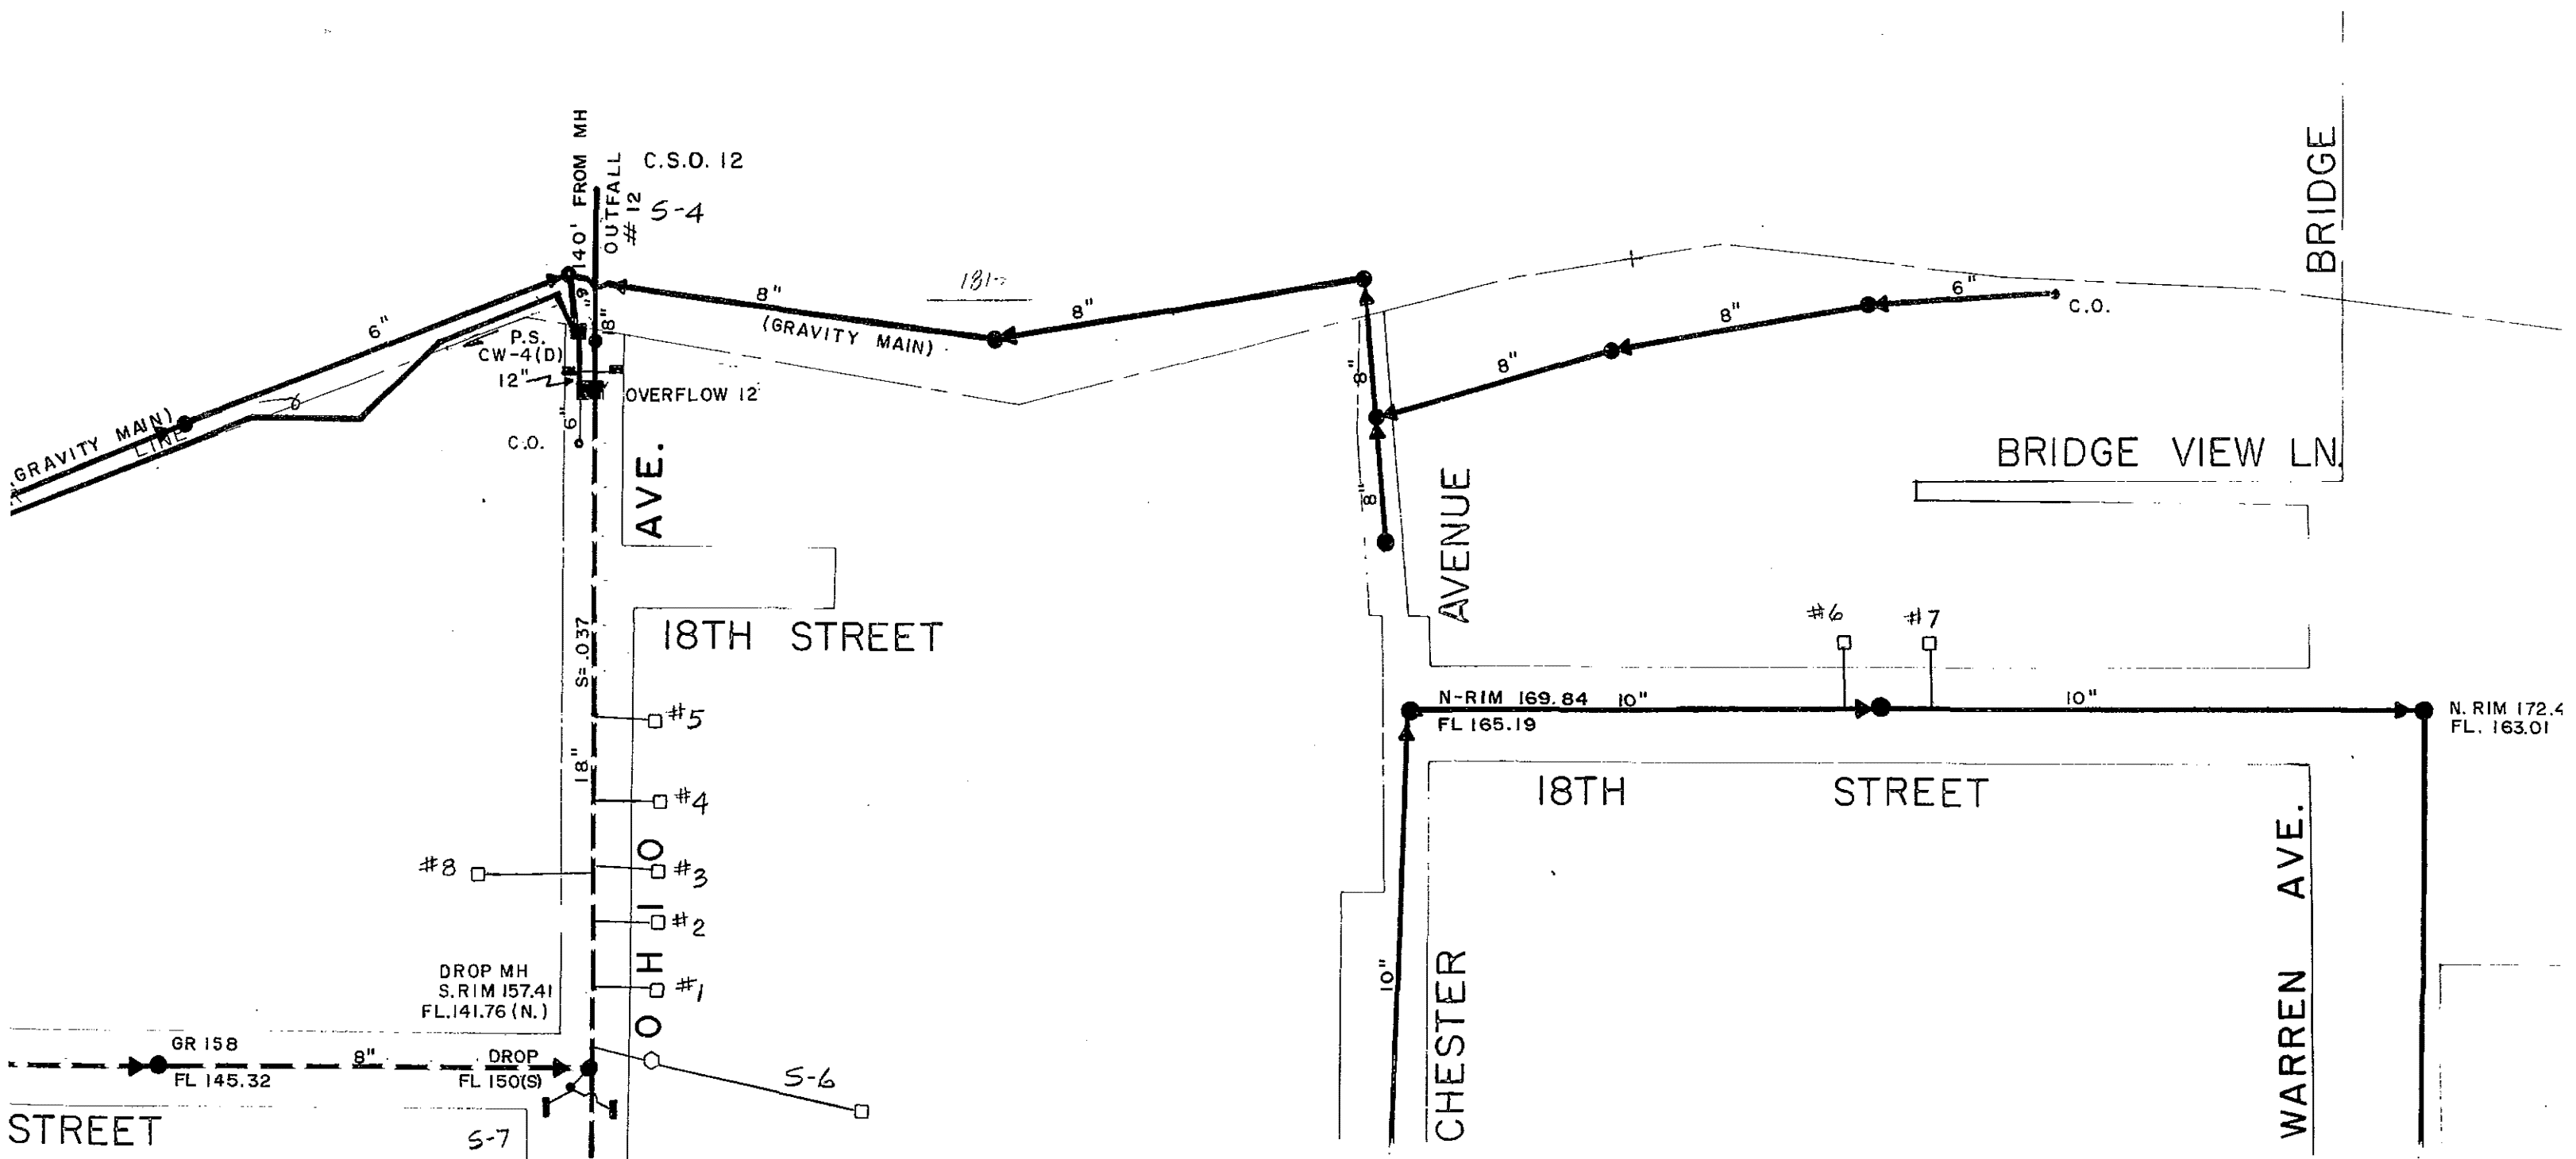 140' FROM MH
OUTFALL
# 12
C.S.O. 12
S-4
BRIDGE
6"
6"
18"
8"
(GRAVITY MAIN)
8"
8"
6"
C.O.
8"
8"
8"
P.S.
CW-4(D)
12"
OVERFLOW 12
6"
C.O.
GRAVITY MAIN)
LINE
AVE.
BRIDGE VIEW LN.
AVENUE
18TH STREET
S=.037
18"
#5
#4
#3
#8
#2
#1
OHIO
#6
#7
N-RIM 169.84
FL 165.19
10"
10"
N. RIM 172.4
FL. 163.01
18TH STREET
10"
CHESTER
WARREN AVE.
DROP MH
S.RIM 157.41
FL.141.76 (N.)
GR 158
FL 145.32
8"
DROP
FL 150(S)
S-6
STREET
S-7